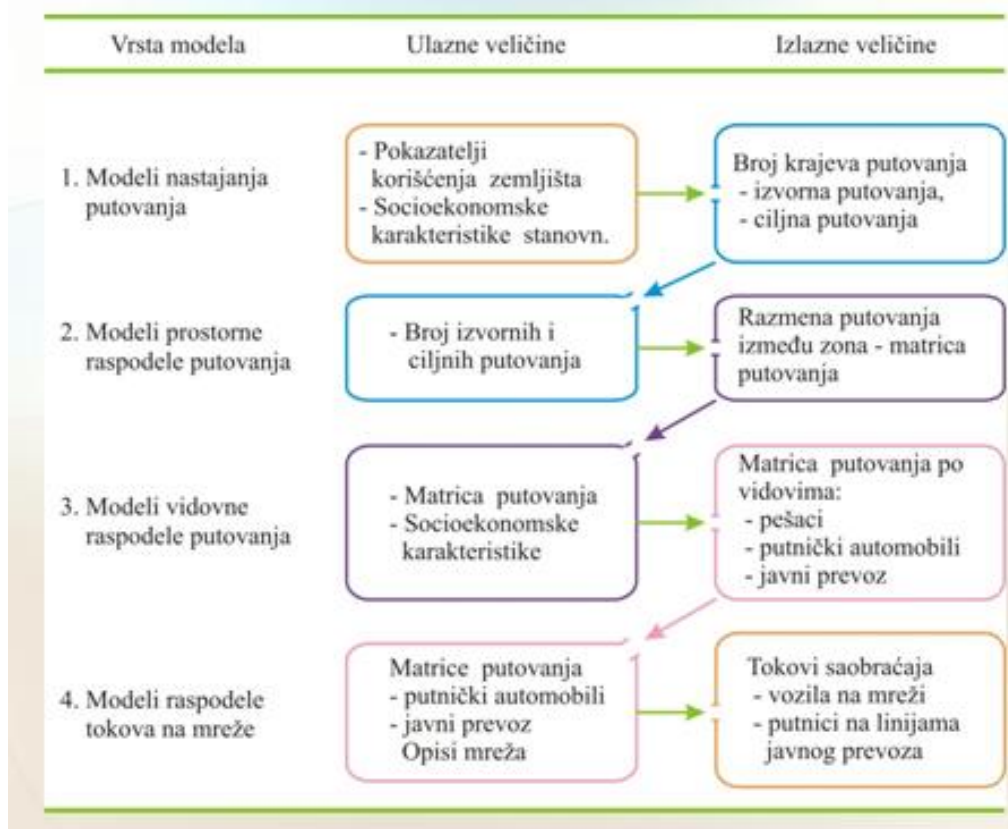 Vrsta modela
Ulazne veličine
Izlazne veličine
1. Modeli nastajanja
putovanja
- Pokazatelji
korišćenja zemljišta
- Socioekonomske
karakteristike stanovn.
Broj krajeva putovanja
- izvorna putovanja,
- ciljna putovanja
2. Modeli prostorne
raspodele putovanja
- Broj izvornih i
ciljnih putovanja
Razmena putovanja
između zona - matrica
putovanja
3. Modeli vidovne
raspodele putovanja
- Matrica putovanja
- Socioekonomske
karakteristike
Matrica putovanja po
vidovima:
- pešaci
- putnički automobili
- javni prevoz
4. Modeli raspodele
tokova na mreže
Matrice putovanja
- putnički automobili
- javni prevoz
Opisi mreža
Tokovi saobraćaja
- vozila na mreži
- putnici na linijama
javnog prevoza